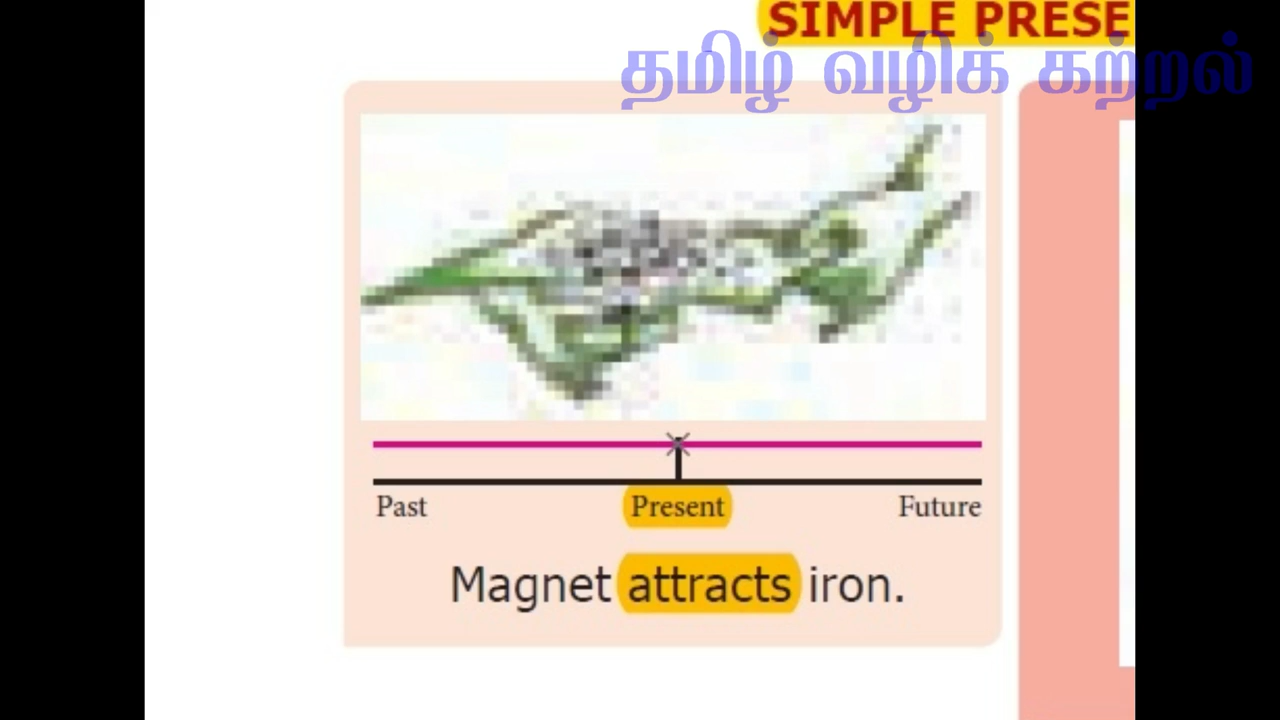 SIMPLE PRESE
தமிழ் வழிக் கற்றல்
Past Present Future
Magnet attracts iron.